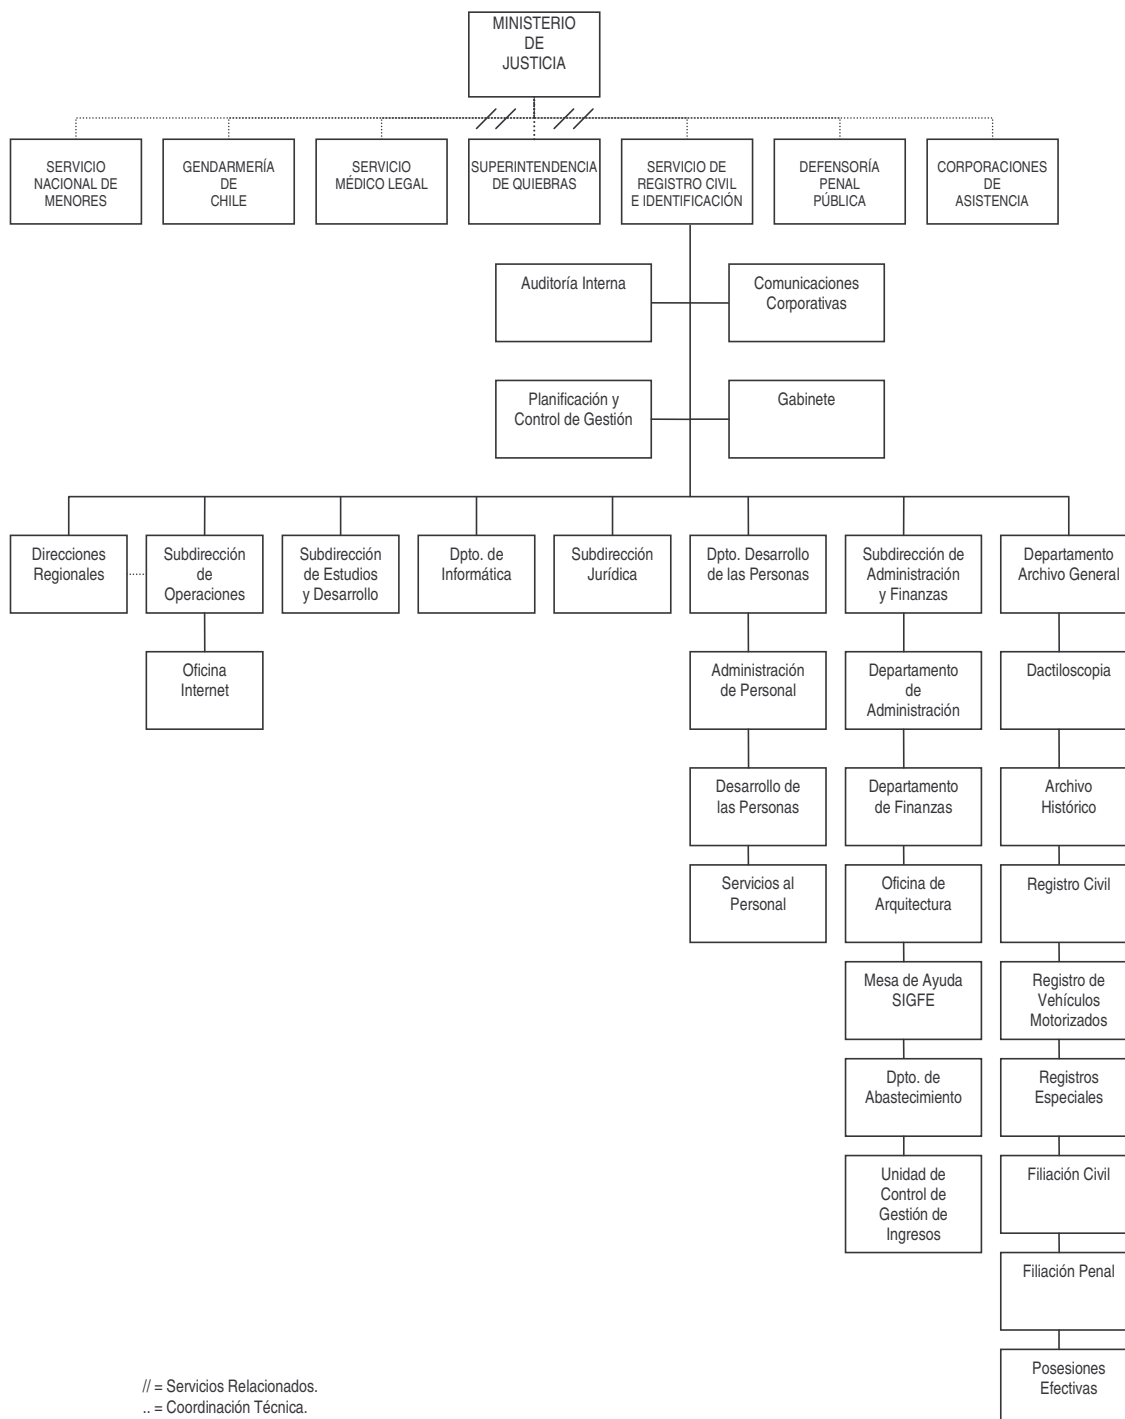 MINISTERIO
DE
JUSTICIA
SERVICIO
NACIONAL DE
MENORES
GENDARMERÍA
DE
CHILE
SERVICIO
MÉDICO LEGAL
SUPERINTENDENCIA
DE QUIEBRAS
SERVICIO DE
REGISTRO CIVIL
E IDENTIFICACIÓN
DEFENSORÍA
PENAL
PÚBLICA
CORPORACIONES
DE
ASISTENCIA
Auditoría Interna
Comunicaciones
Corporativas
Planificación y
Control de Gestión
Gabinete
Direcciones
Regionales
Subdirección
de
Operaciones
Subdirección
de Estudios
y Desarrollo
Dpto. de
Informática
Subdirección
Jurídica
Dpto. Desarrollo
de las Personas
Subdirección de
Administración
y Finanzas
Departamento
Archivo General
Oficina
Internet
Administración
de Personal
Departamento
de
Administración
Dactiloscopia
Desarrollo de
las Personas
Departamento
de Finanzas
Archivo
Histórico
Servicios al
Personal
Oficina de
Arquitectura
Registro Civil
Mesa de Ayuda
SIGFE
Registro de
Vehículos
Motorizados
Dpto. de
Abastecimiento
Registros
Especiales
Unidad de
Control de
Gestión de
Ingresos
Filiación Civil
Filiación Penal
Posesiones
Efectivas
// = Servicios Relacionados.
.. = Coordinación Técnica.